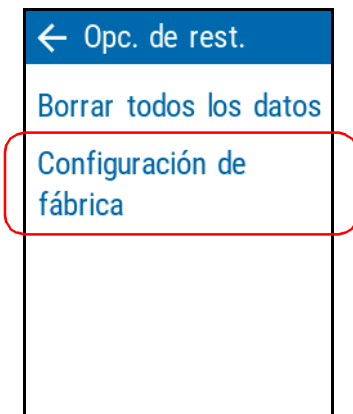 ← Opc. de rest.
Borrar todos los datos
Configuración de
fábrica